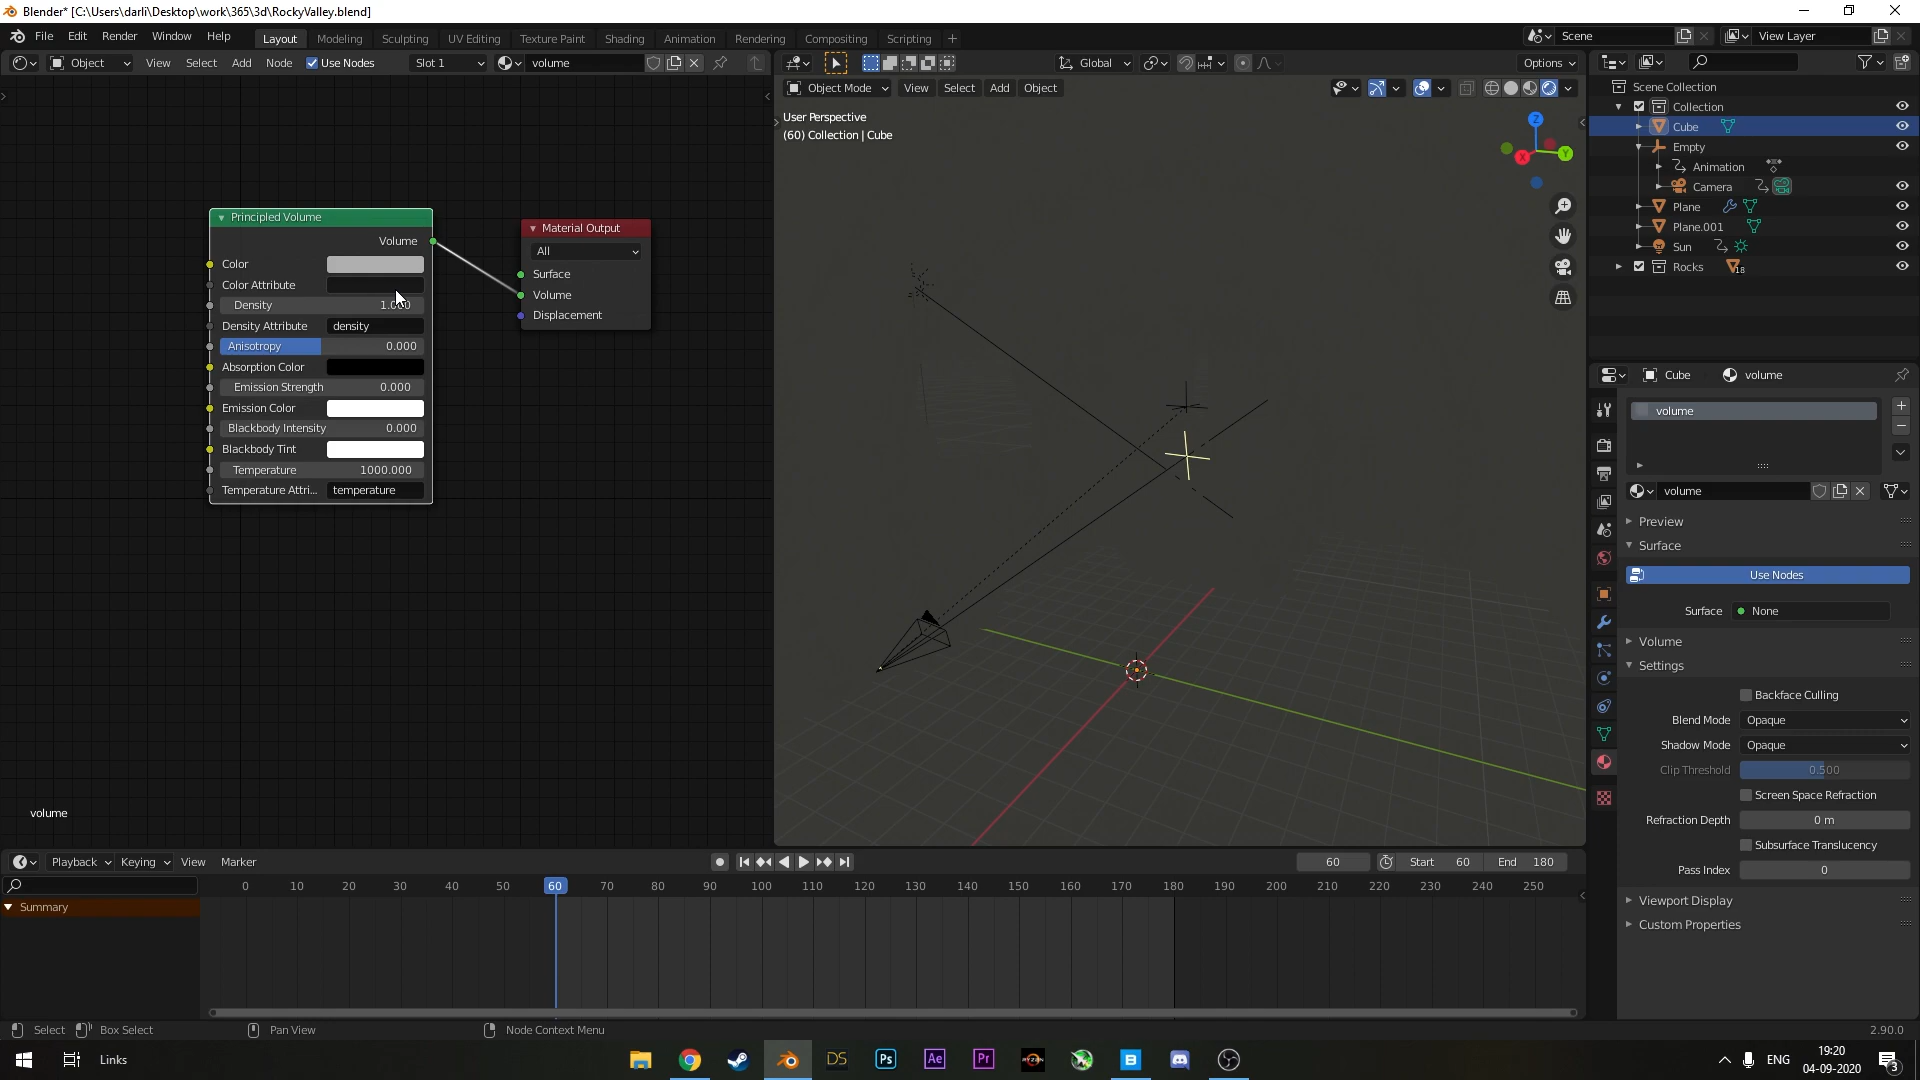 Blender* [C:\Users\darli\Desktop\work\365\3d\RockyValley.blend]
File Edit Render Window Help Layout Modeling Sculpting UV Editing Texture Paint Shading Animation Rendering Compositing Scripting + Scene View Layer
Object View Select Add Node Use Nodes Slot 1 volume Global Options
Object Mode View Select Add Object
User Perspective
(60) Collection | Cube
Z
X
Y
Scene Collection
Collection
Cube
Empty
Animation
Camera
Plane
Plane.001
Sun
Rocks 18
Principled Volume
Volume
Color
Color Attribute
Density
Density Attribute density
Anisotropy 0.000
Absorption Color
Emission Strength 0.000
Emission Color
Blackbody Intensity 0.000
Blackbody Tint
Temperature 1000.000
Temperature Attri... temperature
Material Output
All
Surface
Volume
Displacement
volume
Cube volume
volume
volume
Preview
Surface
Use Nodes
Surface None
Volume
Settings
Backface Culling
Blend Mode Opaque
Shadow Mode Opaque
Clip Threshold 0.500
Screen Space Refraction
Refraction Depth 0 m
Subsurface Translucency
Pass Index 0
Viewport Display
Custom Properties
Playback Keying View Marker 60 Start 60 End 180
0 10 20 30 40 50 60 70 80 90 100 110 120 130 140 150 160 170 180 190 200 210 220 230 240 250
Summary
Select Box Select Pan View Node Context Menu 2.90.0
Links DS Ps Ae Pr RYZEN B ENG 19:20
04-09-2020
3